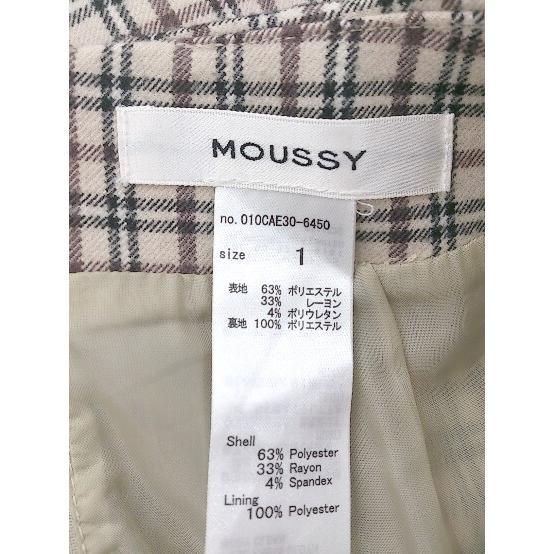 MOUSSY
no. 010CAE30-6450
size 1
表地 63% ポリエステル
33% レーヨン
4% ポリウレタン
裏地 100% ポリエステル
Shell
63% Polyester
33% Rayon
4% Spandex
Lining
100% Polyester